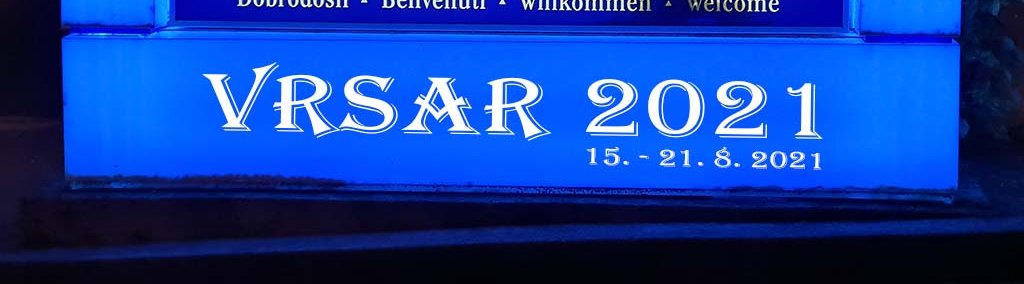 Dobrodošli • Benvenuti • Willkommen • Welcome
VRSAR 2021
15. - 21. 8. 2021